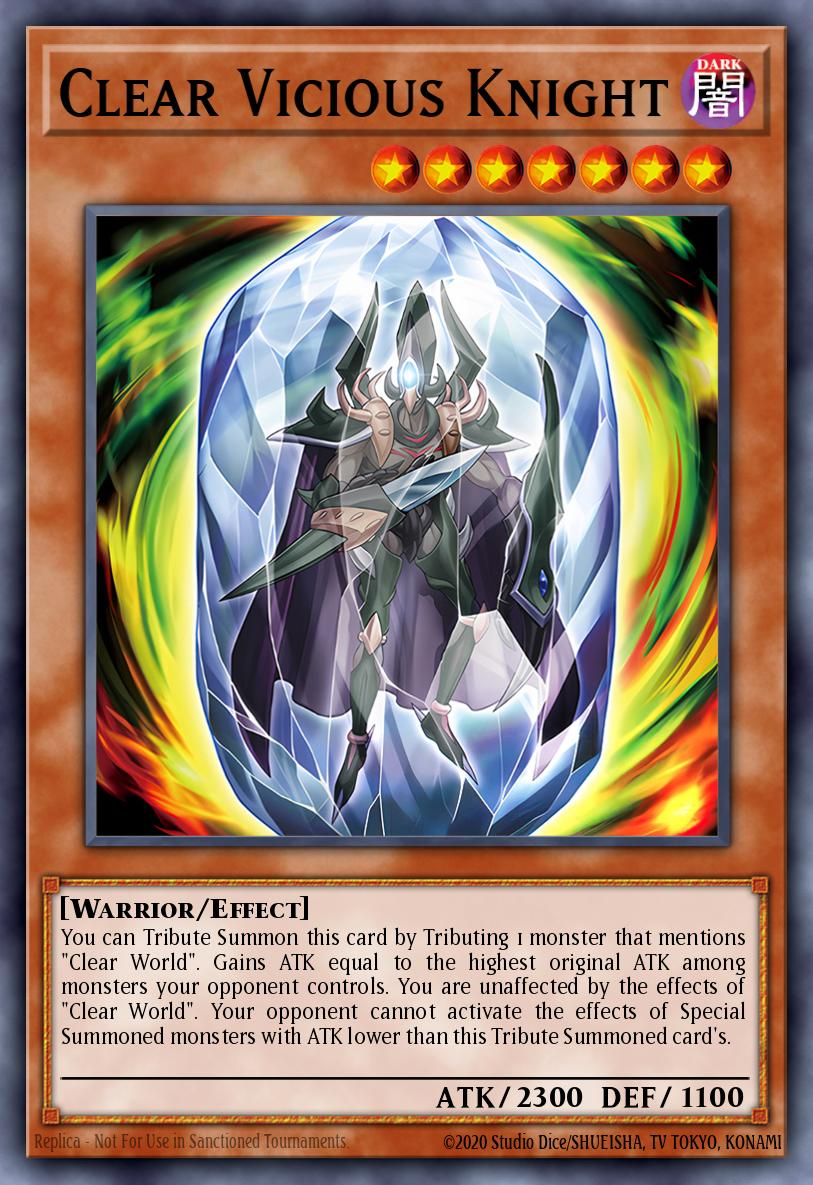 Clear Vicious Knight
DARK
闇
[Warrior/Effect]
You can Tribute Summon this card by Tributing 1 monster that mentions
"Clear World". Gains ATK equal to the highest original ATK among
monsters your opponent controls. You are unaffected by the effects of
"Clear World". Your opponent cannot activate the effects of Special
Summoned monsters with ATK lower than this Tribute Summoned card's.
ATK/2300 DEF/1100
Replica - Not For Use in Sanctioned Tournaments.
©2020 Studio Dice/SHUEISHA, TV TOKYO, KONAMI